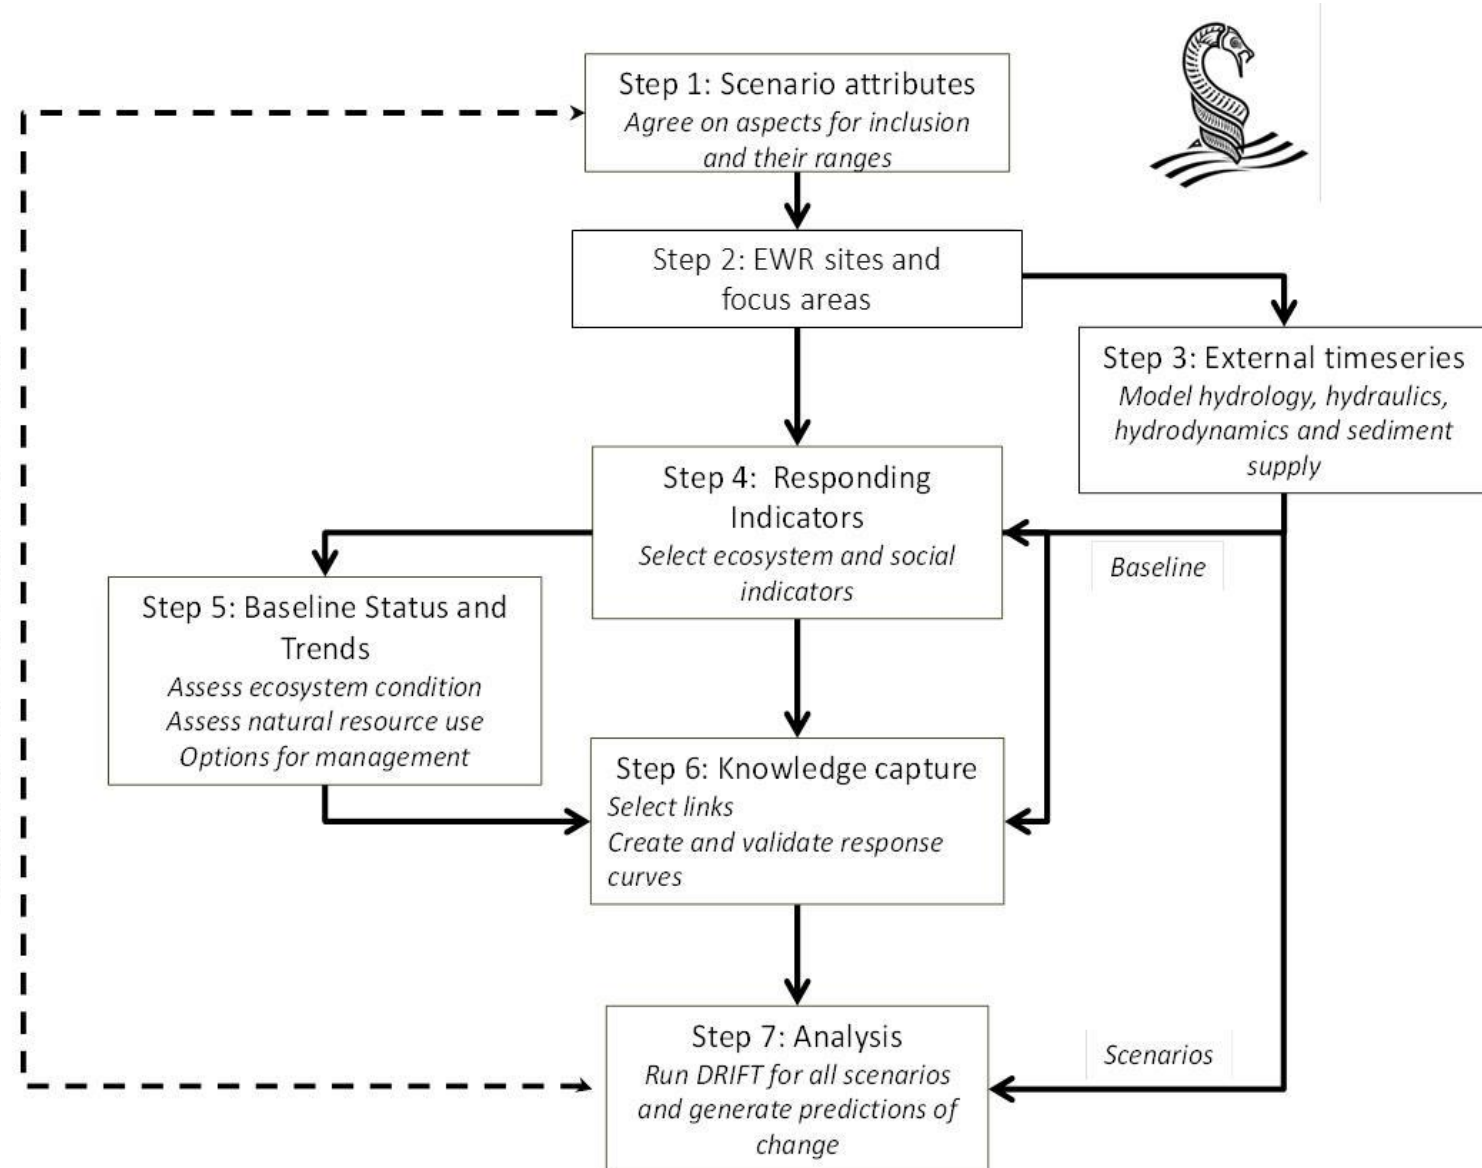 Step 1: Scenario attributes
Agree on aspects for inclusion
and their ranges
Step 2: EWR sites and
focus areas
Step 3: External timeseries
Model hydrology, hydraulics,
hydrodynamics and sediment
supply
Step 4:  Responding
Indicators
Select ecosystem and social
indicators
Baseline
Step 5: Baseline Status and
Trends
Assess ecosystem condition
Assess natural resource use
Options for management
Step 6: Knowledge capture
Select links
Create and validate response
curves
Step 7: Analysis
Run DRIFT for all scenarios
and generate predictions of
change
Scenarios